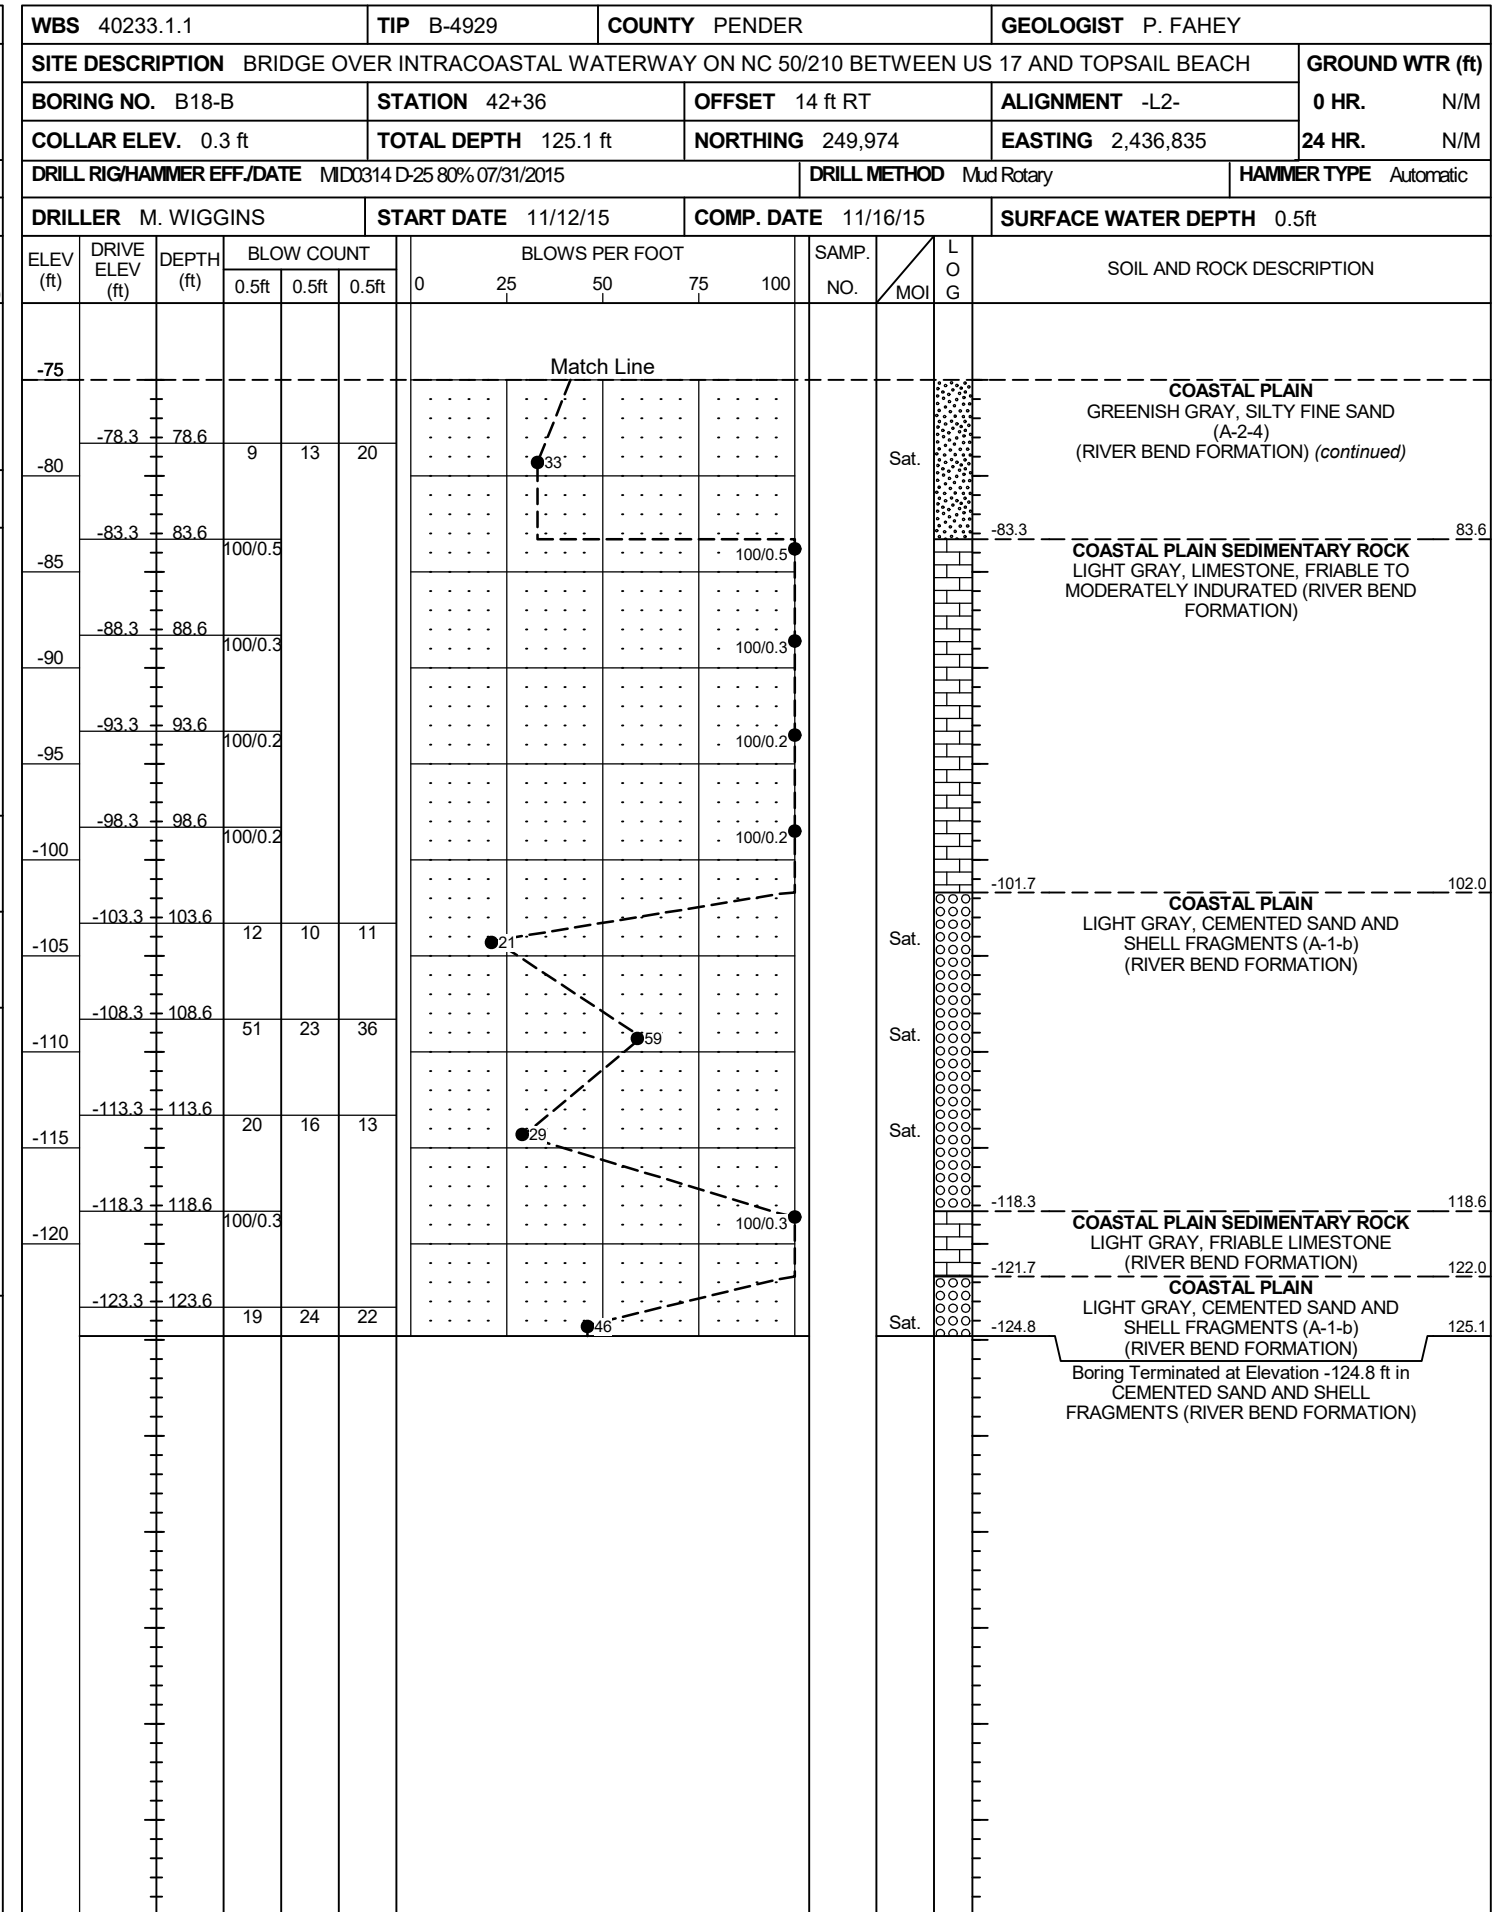 WBS 40233.1.1 TIP B-4929 COUNTY PENDER GEOLOGIST P. FAHEY
SITE DESCRIPTION BRIDGE OVER INTRACOASTAL WATERWAY ON NC 50/210 BETWEEN US 17 AND TOPSAIL BEACH GROUND WTR (ft)
BORING NO. B18-B STATION 42+36 OFFSET 14 ft RT ALIGNMENT -L2- 0 HR. N/M
COLLAR ELEV. 0.3 ft TOTAL DEPTH 125.1 ft NORTHING 249,974 EASTING 2,436,835 24 HR. N/M
DRILL RIG/HAMMER EFF./DATE MID0314 D-25 80% 07/31/2015 DRILL METHOD Mud Rotary HAMMER TYPE Automatic
DRILLER M. WIGGINS START DATE 11/12/15 COMP. DATE 11/16/15 SURFACE WATER DEPTH 0.5ft
ELEV (ft) DRIVE ELEV (ft) DEPTH (ft) BLOW COUNT BLOWS PER FOOT SAMP. NO. MOI LOG SOIL AND ROCK DESCRIPTION
0.5ft 0.5ft 0.5ft 0 25 50 75 100
Match Line
-75
COASTAL PLAIN
GREENISH GRAY, SILTY FINE SAND
(A-2-4)
(RIVER BEND FORMATION) (continued)
-78.3 78.6
9 13 20 33 Sat.
-80
-83.3 83.6 -83.3 83.6
100/0.5 100/0.5
-85
COASTAL PLAIN SEDIMENTARY ROCK
LIGHT GRAY, LIMESTONE, FRIABLE TO
MODERATELY INDURATED (RIVER BEND
FORMATION)
-88.3 88.6
100/0.3 100/0.3
-90
-93.3 93.6
100/0.2 100/0.2
-95
-98.3 98.6
100/0.2 100/0.2
-100
-101.7 102.0
COASTAL PLAIN
LIGHT GRAY, CEMENTED SAND AND
SHELL FRAGMENTS (A-1-b)
(RIVER BEND FORMATION)
-103.3 103.6
12 10 11 21 Sat.
-105
-108.3 108.6
51 23 36 59 Sat.
-110
-113.3 113.6
20 16 13 29 Sat.
-115
-118.3 118.6 -118.3 118.6
100/0.3 100/0.3
-120
COASTAL PLAIN SEDIMENTARY ROCK
LIGHT GRAY, FRIABLE LIMESTONE
(RIVER BEND FORMATION)
-121.7 122.0
COASTAL PLAIN
LIGHT GRAY, CEMENTED SAND AND
SHELL FRAGMENTS (A-1-b)
(RIVER BEND FORMATION)
-123.3 123.6
19 24 22 46 Sat.
-124.8 125.1
Boring Terminated at Elevation -124.8 ft in
CEMENTED SAND AND SHELL
FRAGMENTS (RIVER BEND FORMATION)